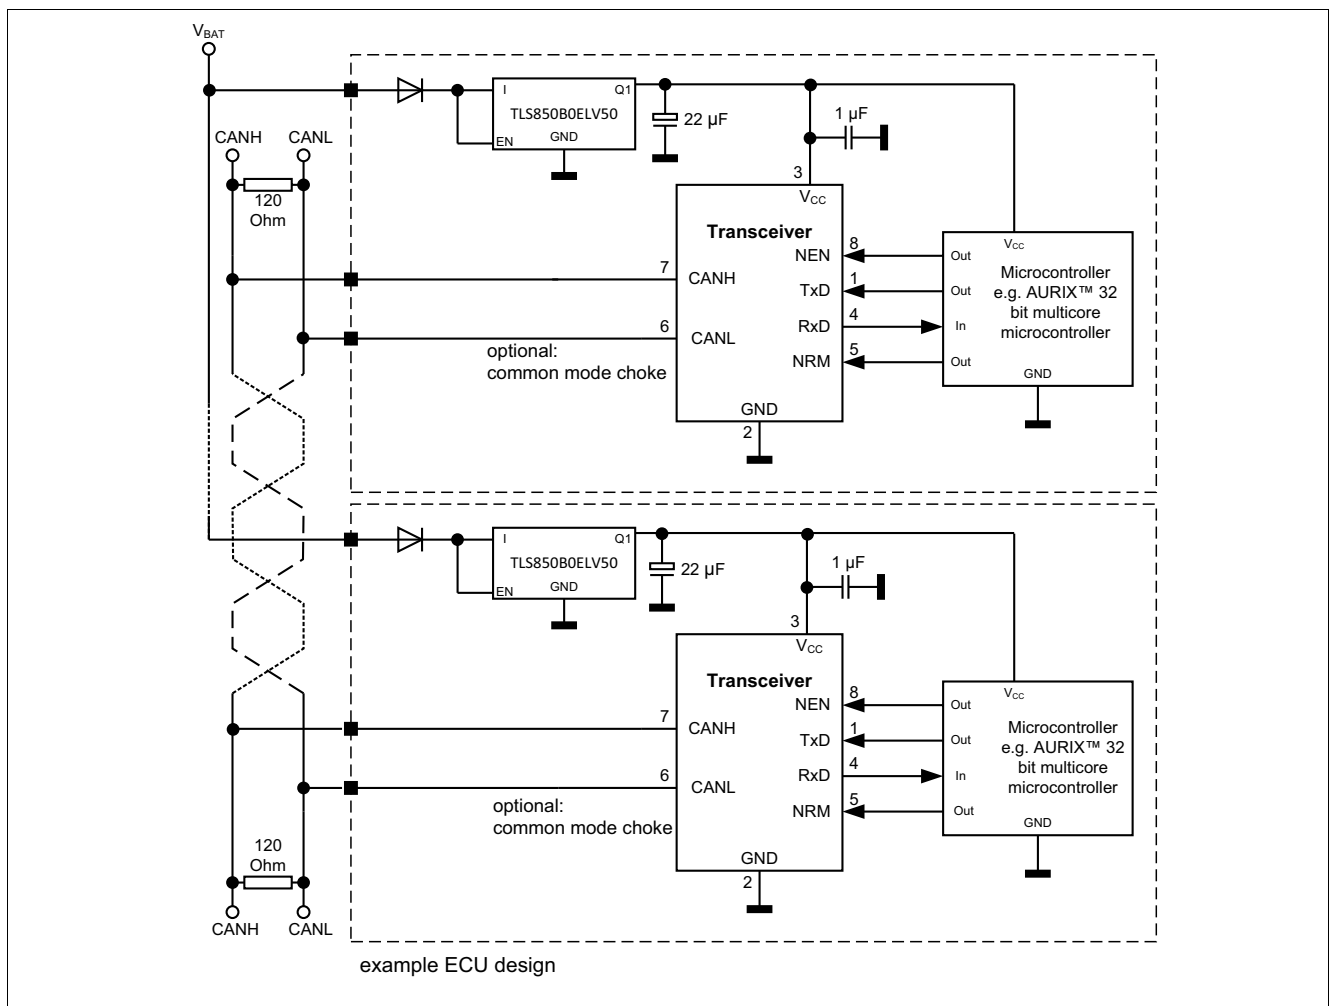 VBAT
I
Q1
TLS850B0ELV50
EN
GND
22 µF
1 µF
CANH
CANL
120
Ohm
3
VCC
Transceiver
7
CANH
6
CANL
NEN
8
TxD
1
RxD
4
NRM
5
GND
2
optional:
common mode choke
VCC
Out
Out
In
Out
Microcontroller
e.g. AURIX™ 32
bit multicore
microcontroller
GND
I
Q1
TLS850B0ELV50
EN
GND
22 µF
1 µF
3
VCC
Transceiver
7
CANH
6
CANL
NEN
8
TxD
1
RxD
4
NRM
5
GND
2
optional:
common mode choke
VCC
Out
Out
In
Out
Microcontroller
e.g. AURIX™ 32
bit multicore
microcontroller
GND
120
Ohm
CANH
CANL
example ECU design